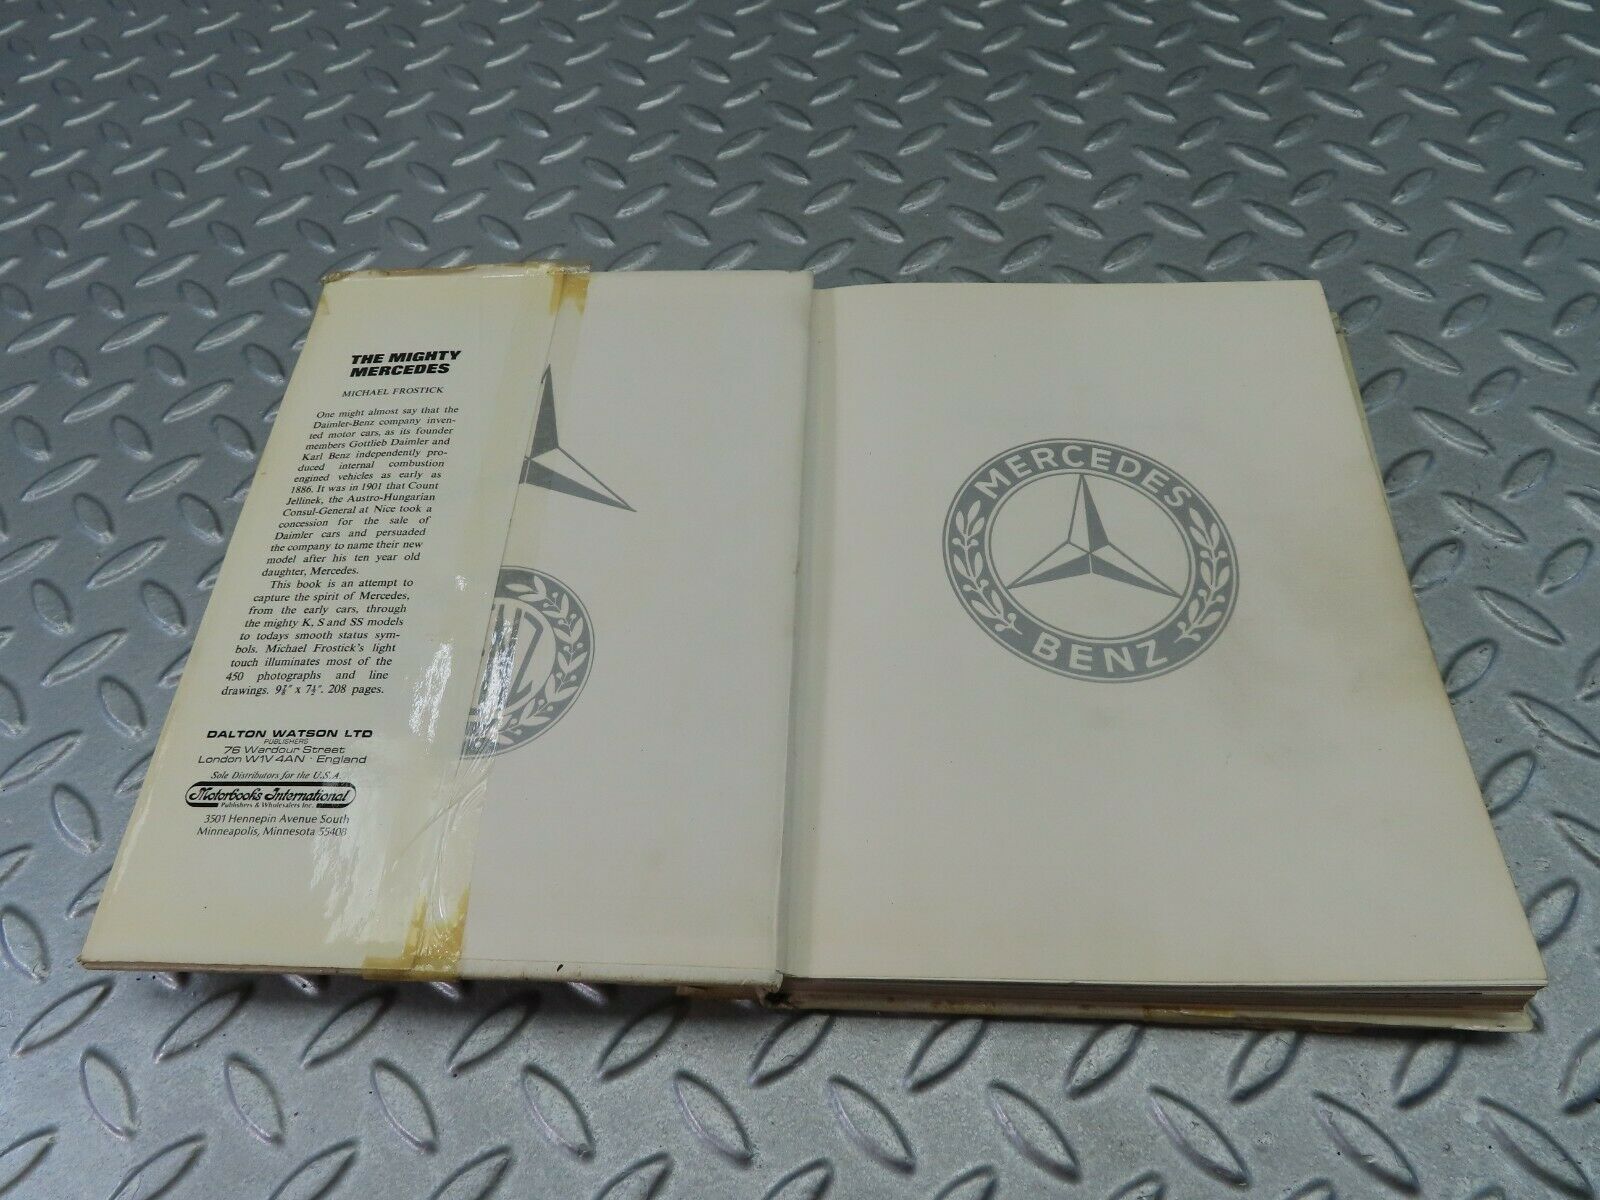 THE MIGHTY
MERCEDES
MICHAEL FROSTICK
One might almost say that the
Daimler-Benz company inven-
ted motor cars, as its founder
members Gottlieb Daimler and
Karl Benz independently pro-
duced internal combustion
engined vehicles as early as
1886. It was in 1901 that Count
Jellinek, the Austro-Hungarian
Consul-General at Nice took a
concession for the sale of
Daimler cars and persuaded
the company to name their new
model after his ten year old
daughter, Mercedes.
This book is an attempt to
capture the spirit of Mercedes,
from the early cars, through
the mighty K, S and SS models
to todays smooth status sym-
bols. Michael Frostick's light
touch illuminates most of the
450 photographs and line
drawings. 9⅞" x 7½". 208 pages.
DALTON WATSON LTD
PUBLISHERS
76 Wardour Street
London W1V 4AN · England
Sole Distributors for the U.S.A.
Motorbooks International
Publishers & Wholesalers Inc.
3501 Hennepin Avenue South
Minneapolis, Minnesota 55408
MERCEDES
BENZ